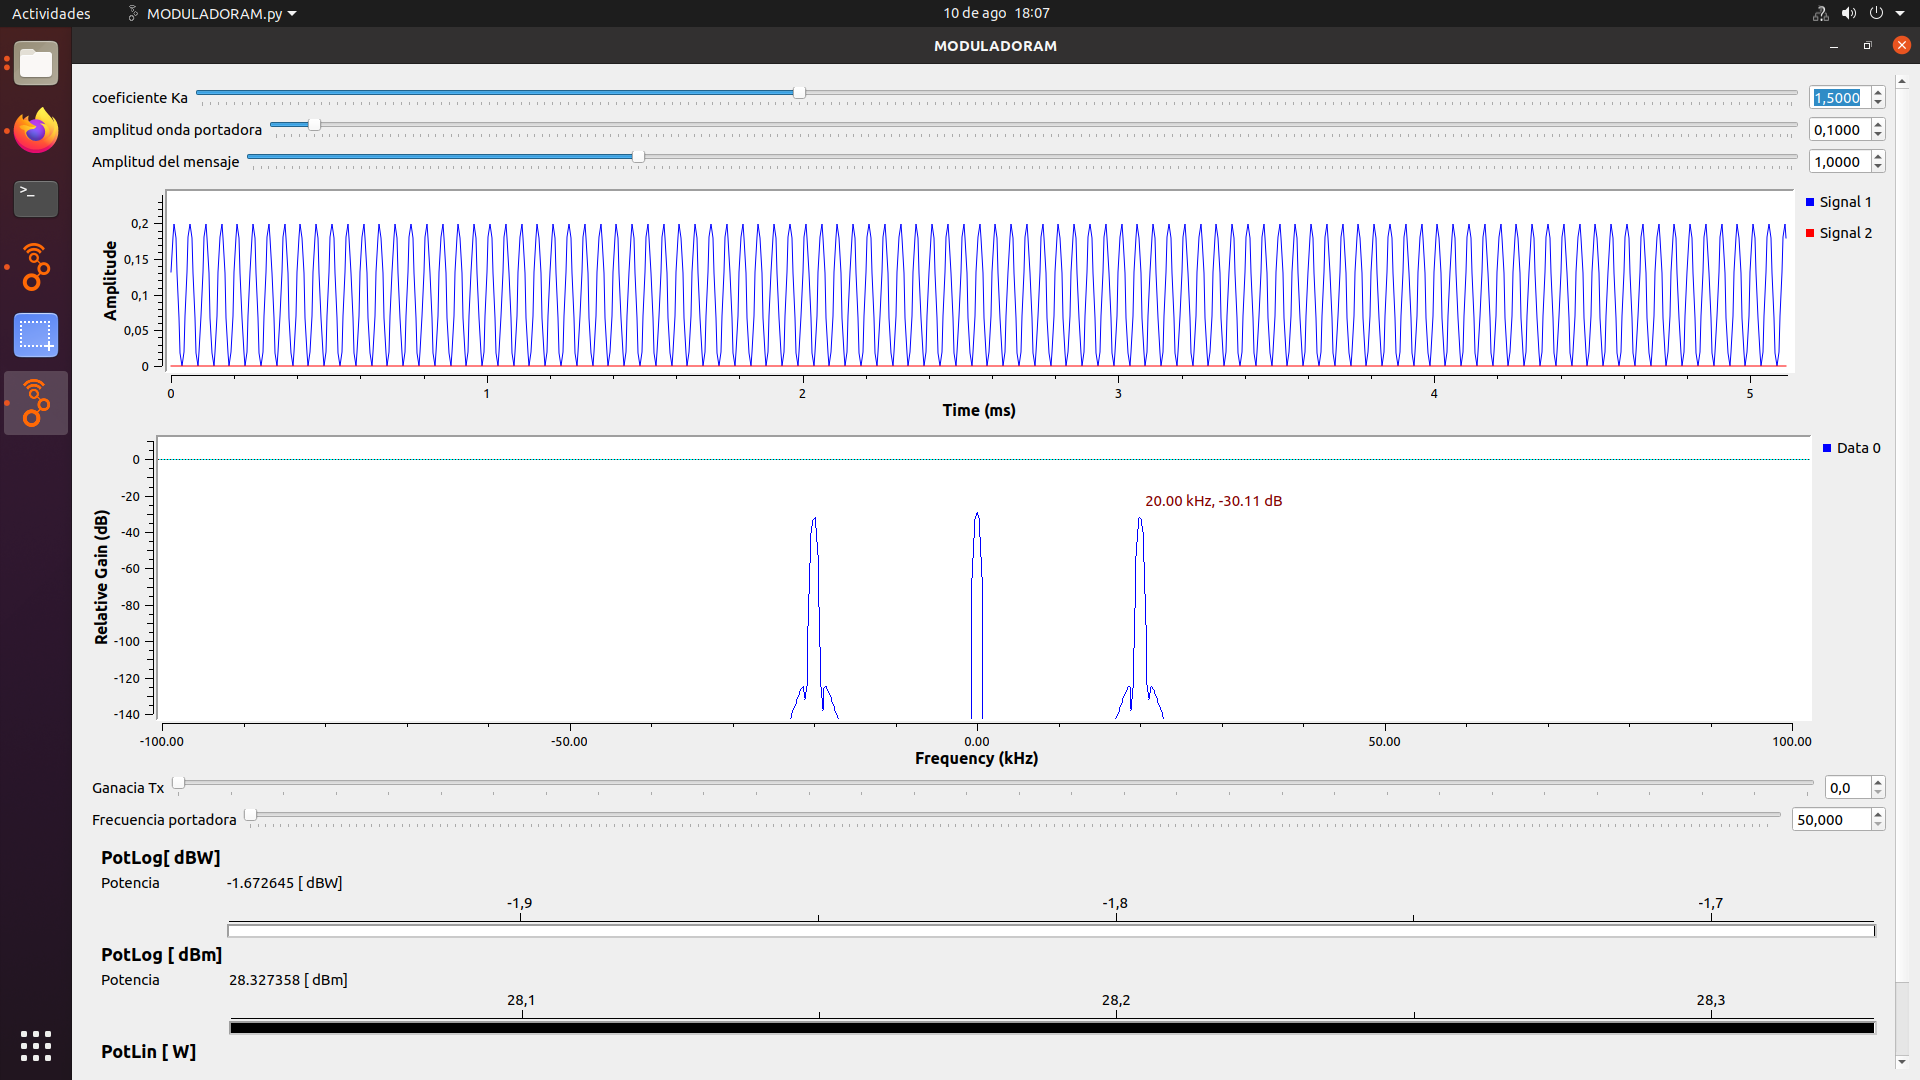 Actividades MODULADORAM.py 10 de ago 18:07
MODULADORAM
coeficiente Ka 1,5000
amplitud onda portadora 0,1000
Amplitud del mensaje 1,0000
Signal 1
Signal 2
Amplitude
0,2
0,15
0,1
0,05
0
0 1 2 3 4 5
Time (ms)
Data 0
20.00 kHz, -30.11 dB
Relative Gain (dB)
0
-20
-40
-60
-80
-100
-120
-140
-100.00 -50.00 0.00 50.00 100.00
Frequency (kHz)
Ganacia Tx 0,0
Frecuencia portadora 50,000
PotLog[ dBW]
Potencia -1.672645 [ dBW]
-1,9 -1,8 -1,7
PotLog [ dBm]
Potencia 28.327358 [ dBm]
28,1 28,2 28,3
PotLin [ W]